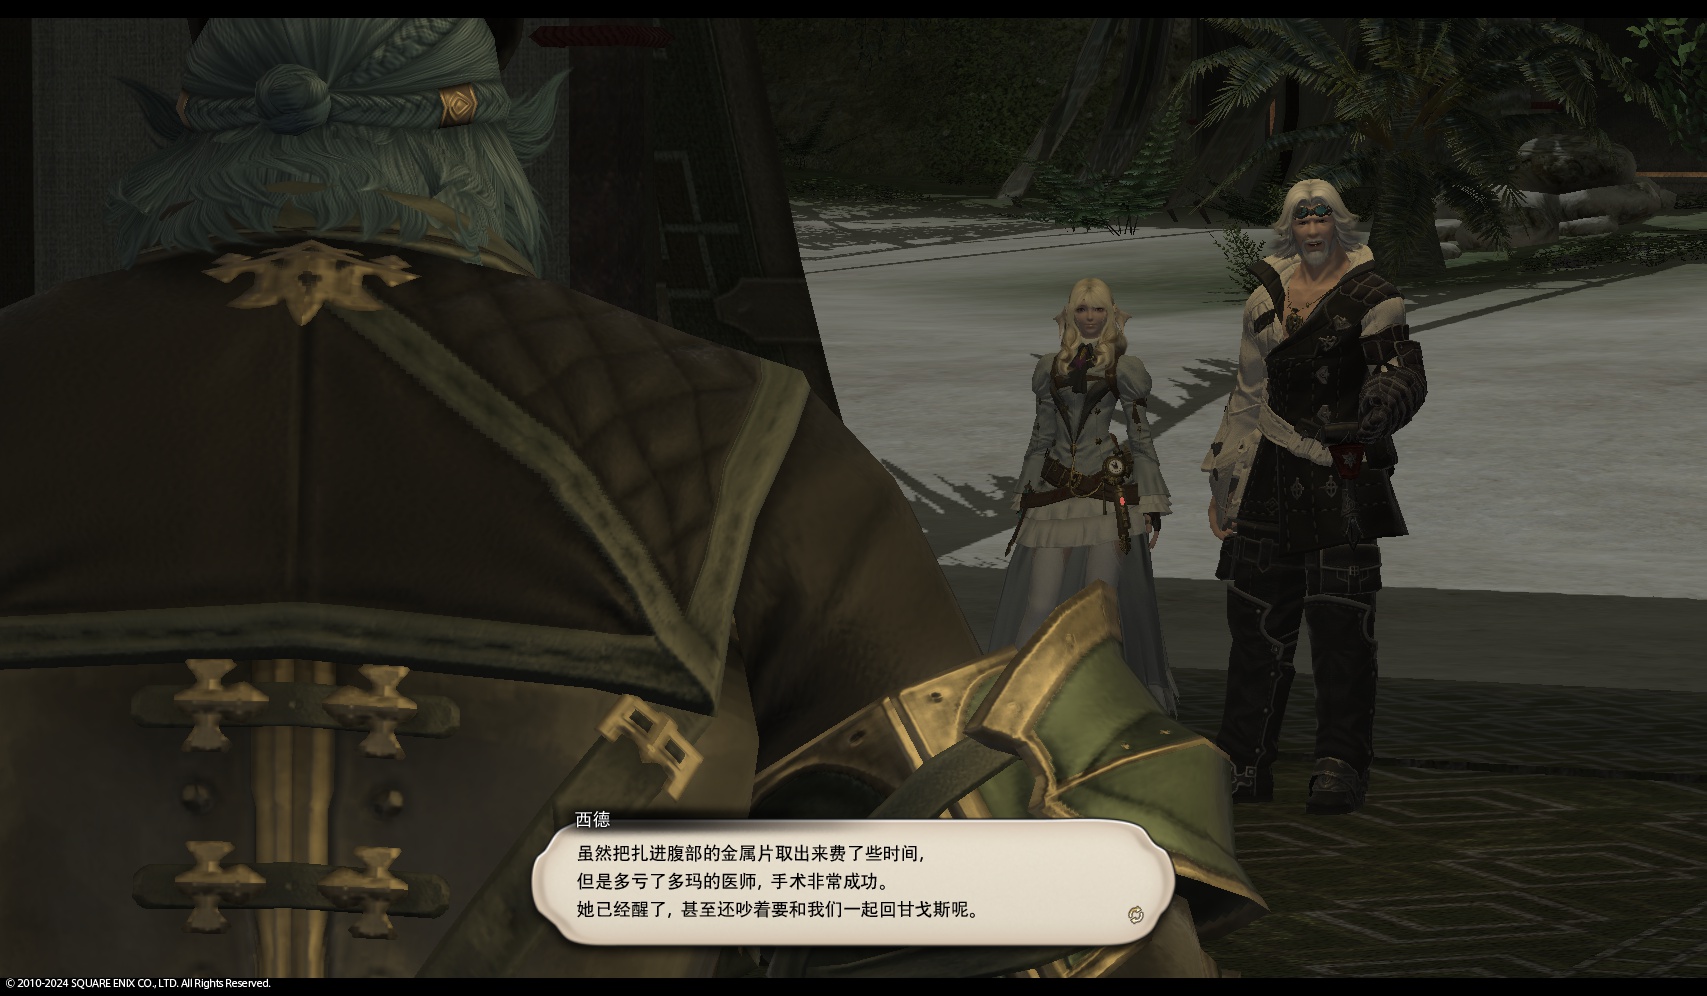 西德
虽然把扎进腹部的金属片取出来费了些时间，
但是多亏了多玛的医师，手术非常成功。
她已经醒了，甚至还吵着要和我们一起回甘戈斯呢。
© 2010-2024 SQUARE ENIX CO., LTD. All Rights Reserved.